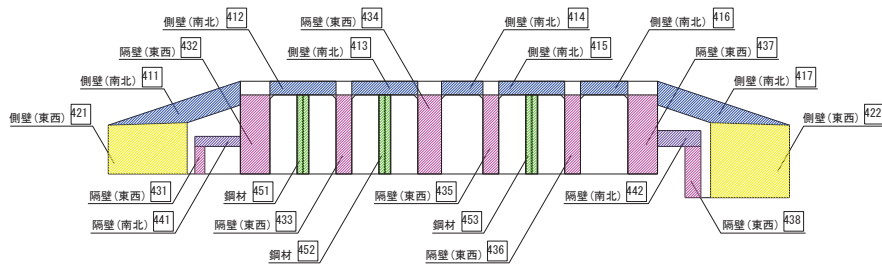 側壁(南北) 412
隔壁(東西) 434
側壁(南北) 414
側壁(南北) 416
隔壁(東西) 432
側壁(南北) 413
側壁(南北) 415
隔壁(東西) 437
側壁(南北) 411
側壁(南北) 417
側壁(東西) 421
側壁(東西) 422
隔壁(東西) 431
鋼材 451
隔壁(東西) 435
隔壁(南北) 442
隔壁(南北) 441
隔壁(東西) 433
鋼材 453
隔壁(東西) 438
鋼材 452
隔壁(東西) 436